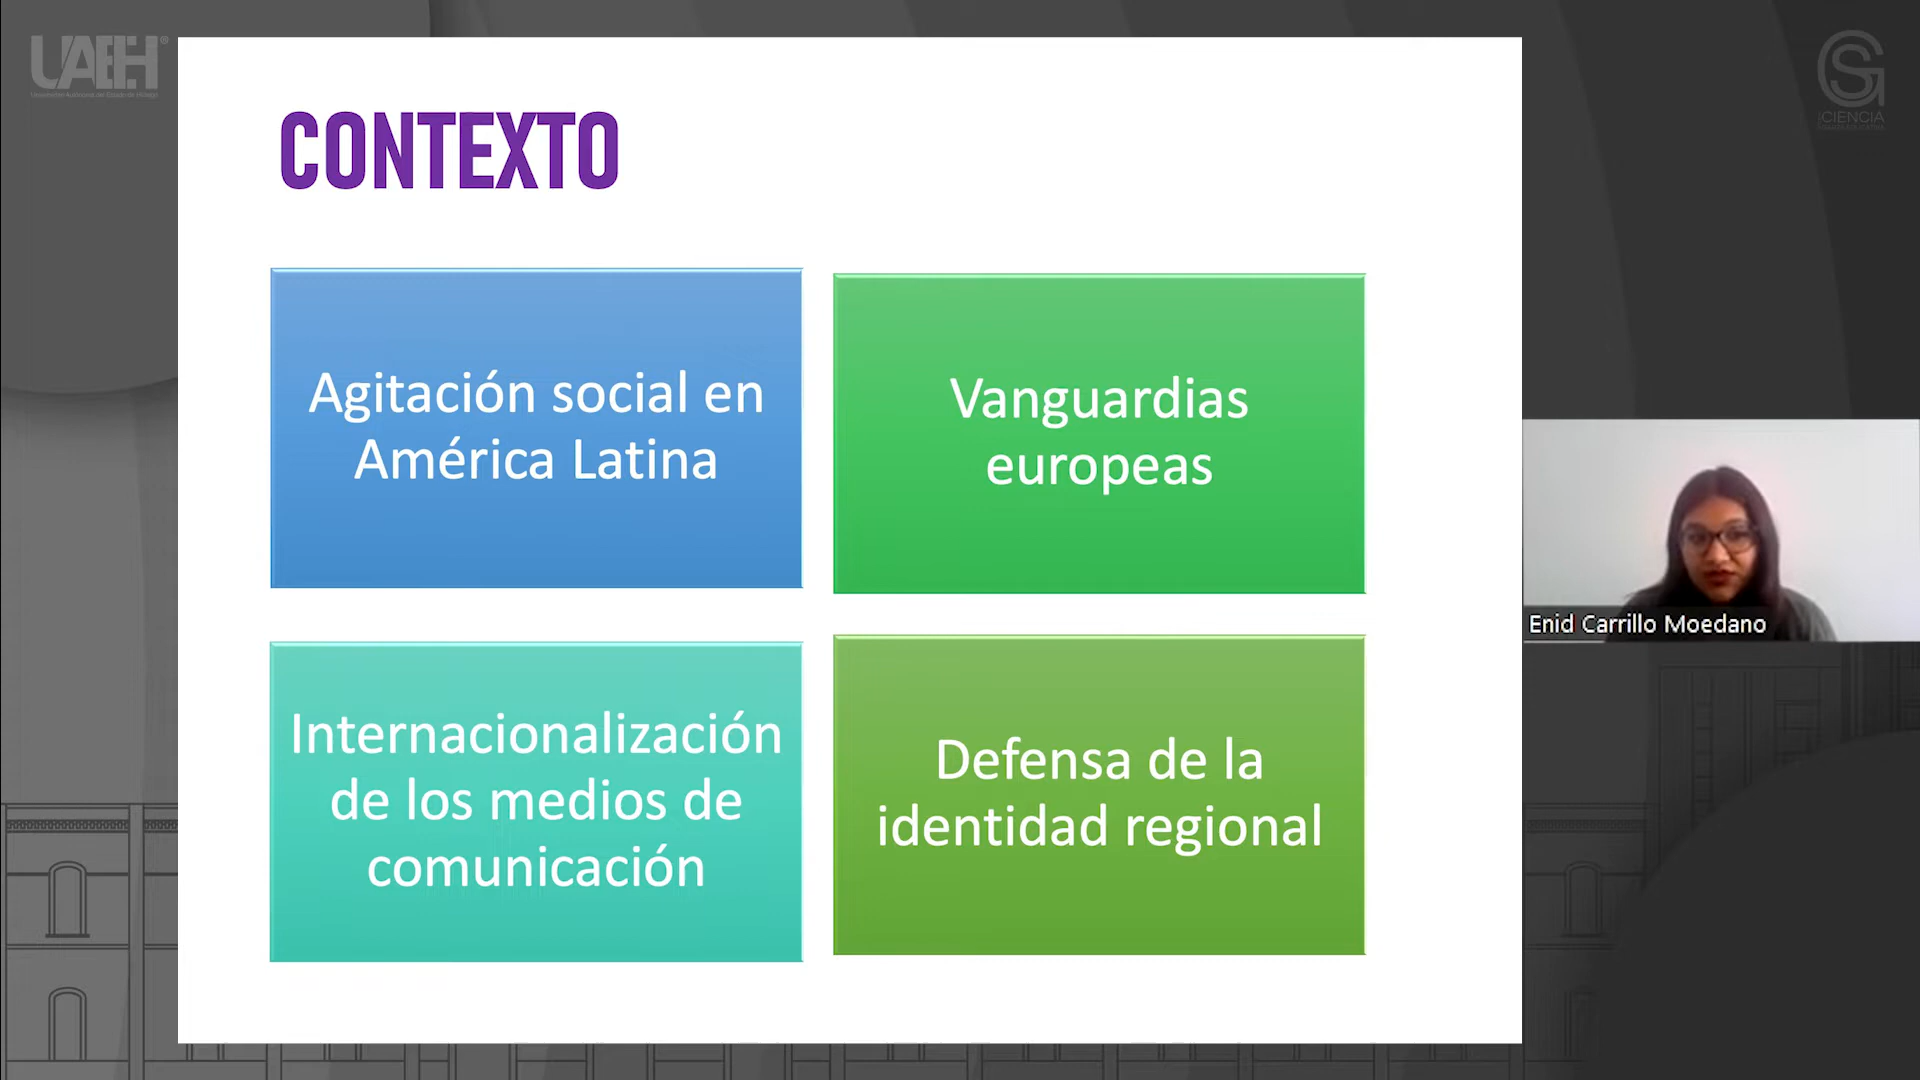 UAEH
CIENCIA
CONTEXTO
Agitación social en
América Latina
Vanguardias
europeas
Internacionalización
de los medios de
comunicación
Defensa de la
identidad regional
Enid Carrillo Moedano